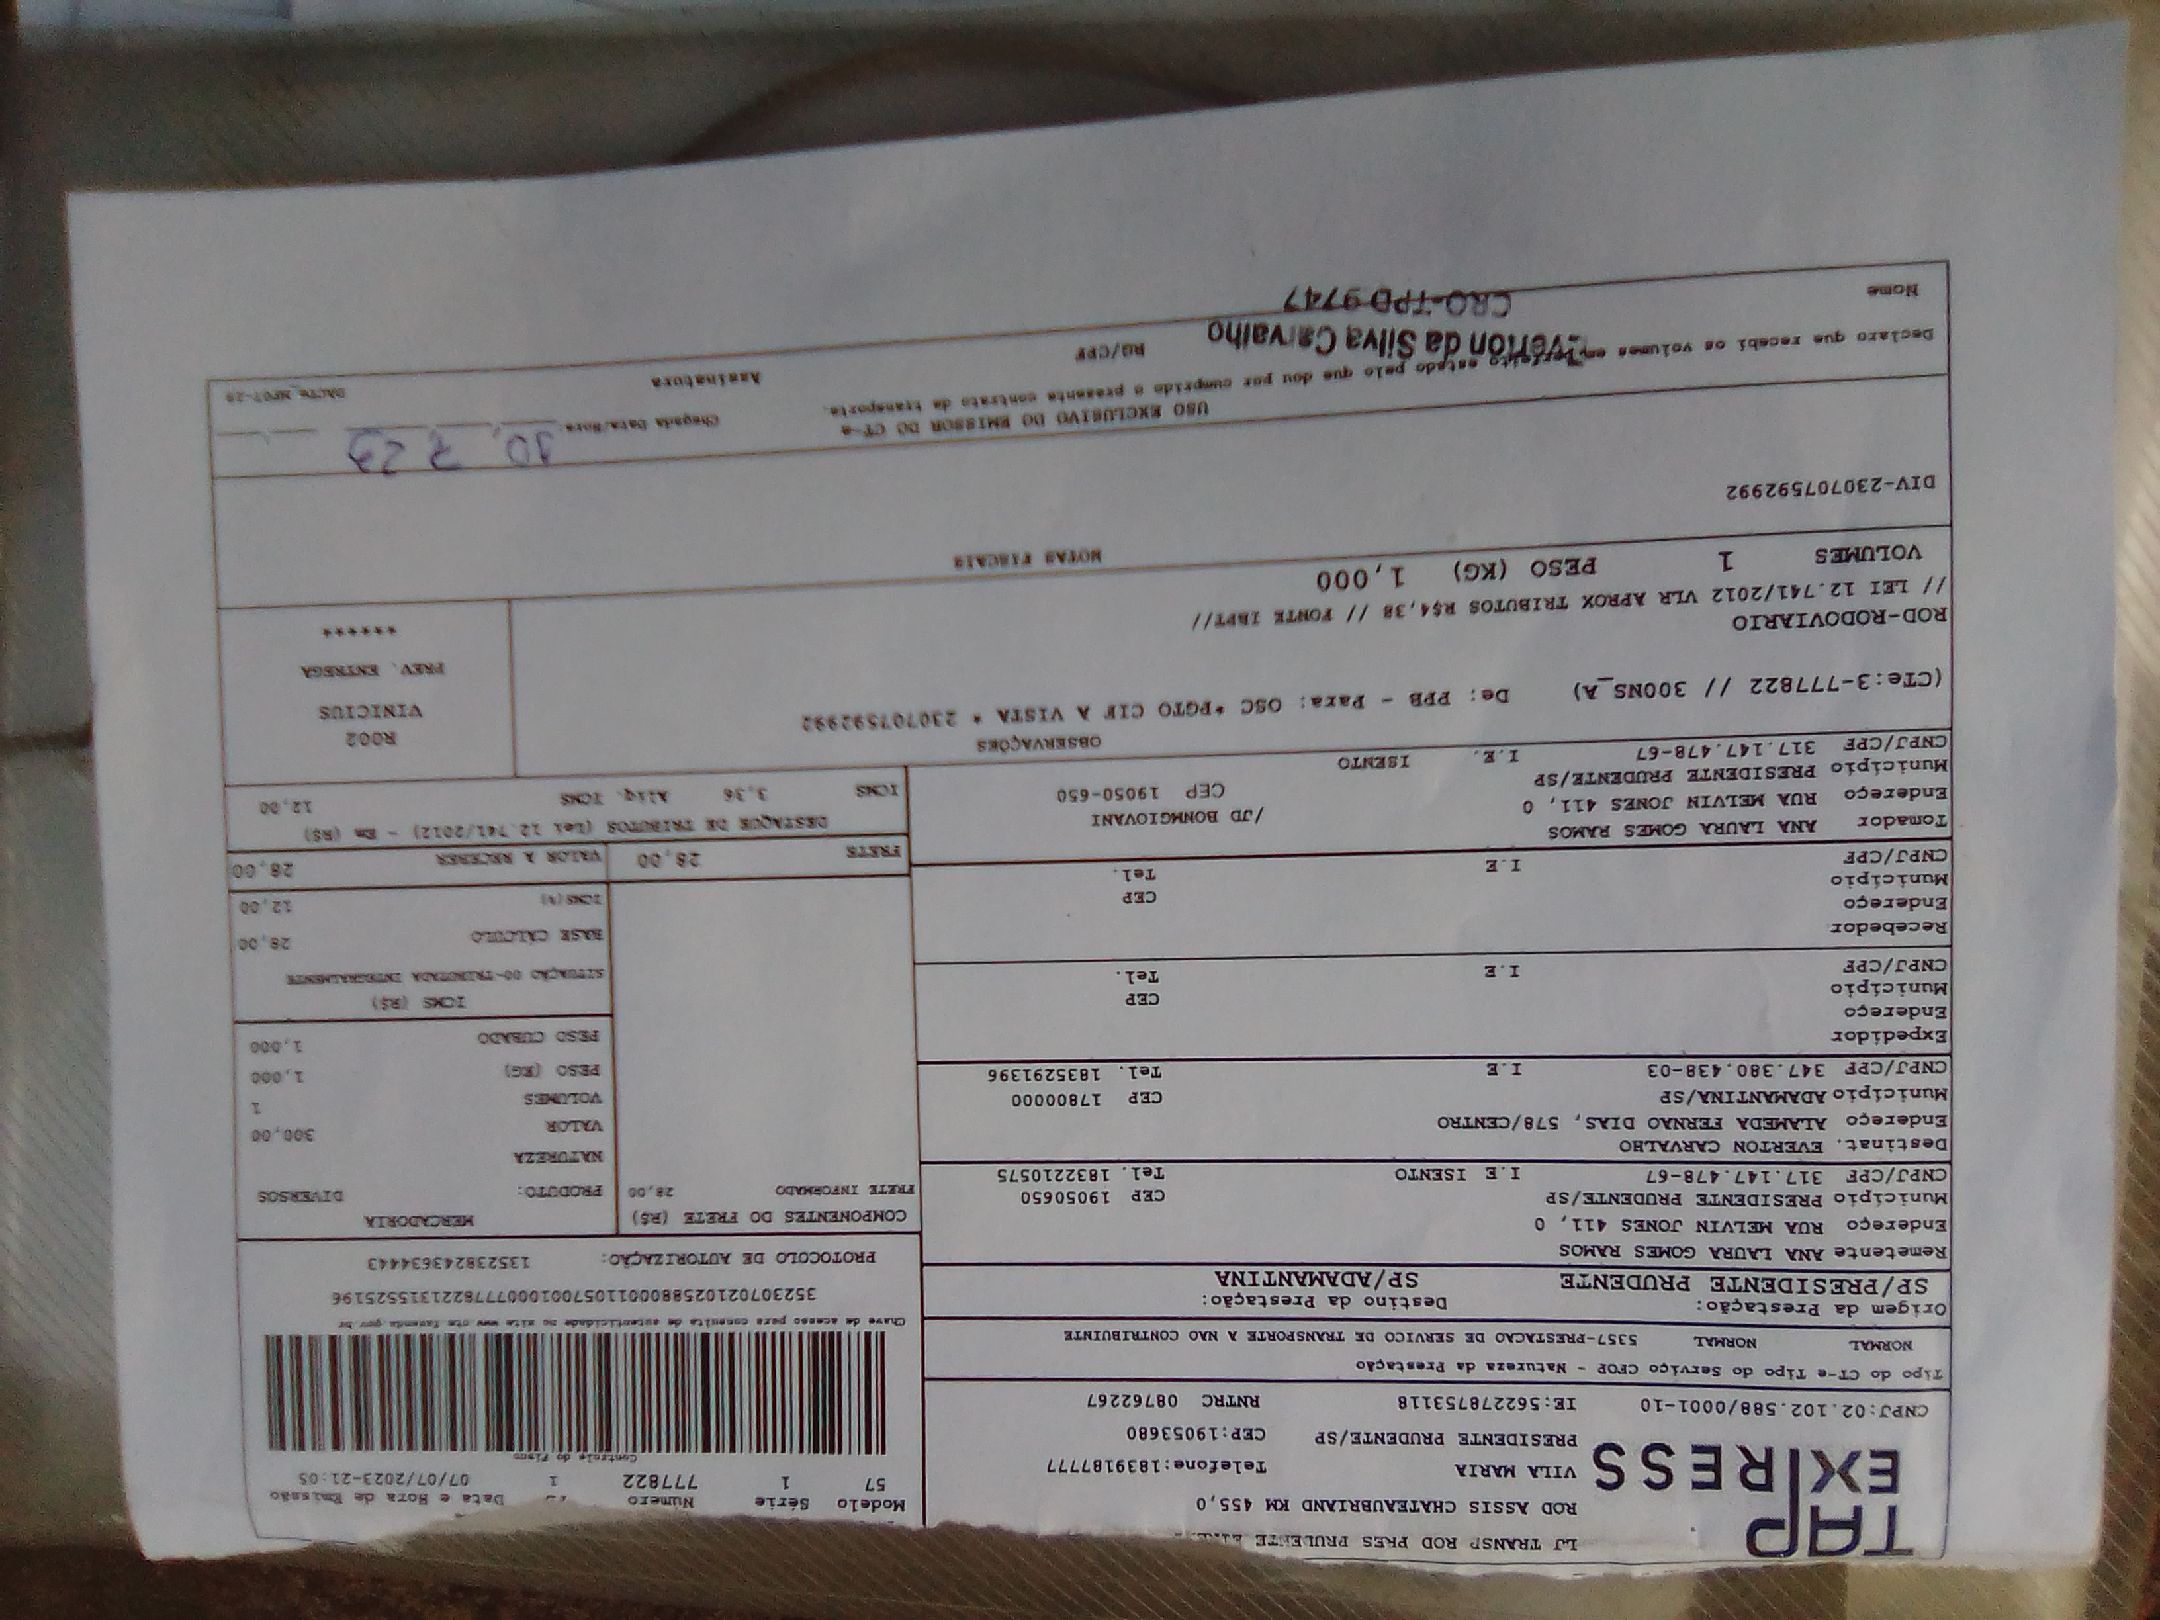 TAP
EXPRESS
LJ TRANSP ROD PRES PRUDENTE
ROD ASSIS CHATEAUBRIAND KM 455,0
VILA MARIA Telefone:1839187777
PRESIDENTE PRUDENTE/SP CEP:19053680
CNPJ:02.102.588/0001-10 IE:562278753118 RNTRC 08762267
Modelo Série Numero Data e Hora de Emissão
57 1 777822 1 07/07/2023-21:05
Controle do Fisco
Chave de acesso para consulta de autenticidade no site www cte fazenda gov br
35230702102588000110570010007778221315525196
PROTOCOLO DE AUTORIZAÇÃO: 135238243634443
Tipo do CT-e Tipo do Serviço CFOP - Natureza da Prestação
NORMAL NORMAL 5357-PRESTACAO DE SERVICO DE TRANSPORTE A NAO CONTRIBUINTE
Origem da Prestação: Destino da Prestação:
SP/PRESIDENTE PRUDENTE SP/ADAMANTINA
Remetente ANA LAURA GOMES RAMOS
Endereço RUA MELVIN JONES 411, 0
Município PRESIDENTE PRUDENTE/SP CEP 19050650
CNPJ/CPF 317.147.478-67 I.E ISENTO Tel. 1832210575
Destinat. EVERTON CARVALHO
Endereço ALAMEDA FERNAO DIAS, 578/CENTRO
Município ADAMANTINA/SP CEP 17800000
CNPJ/CPF 347.380.438-03 I.E Tel. 1835291396
Expedidor
Endereço
Município CEP
CNPJ/CPF I.E Tel.
Recebedor
Endereço
Município CEP
CNPJ/CPF I.E Tel.
Tomador ANA LAURA GOMES RAMOS
Endereço RUA MELVIN JONES 411, 0 /JD BONMGIOVANI
Município PRESIDENTE PRUDENTE/SP CEP 19050-650
CNPJ/CPF 317.147.478-67 I.E. ISENTO
COMPONENTES DO FRETE (R$)
FRETE INFORMADO 28,00
MERCADORIA
PRODUTO: DIVERSOS
NATUREZA
VALOR 300,00
VOLUMES 1
PESO (KG) 1,000
PESO CUBADO 1,000
ICMS (R$)
SITUAÇÃO 00-TRIBUTADA INTEGRALMENTE
BASE CÁLCULO 28,00
ICMS(%) 12,00
FRETE 28,00 VALOR A RECEBER 28,00
DESTAQUE DE TRIBUTOS (Lei 12.741/2012) - Em (R$)
ICMS 3,36 Aliq. ICMS 12,00
OBSERVAÇÕES
(CTe:3-777822 // 300NS_A) De: PPB - Para: OSC *PGTO CIF A VISTA * 230707592992
ROD-RODOVIARIO
// LEI 12.741/2012 VLR APROX TRIBUTOS R$4,38 // FONTE IBPT//
VOLUMES 1 PESO (KG) 1,000
R002
VINICIUS
PREV. ENTREGA
******
NOTAS FISCAIS
DIV-230707592992
USO EXCLUSIVO DO EMISSOR DO CT-e
Declaro que recebi os volumes em perfeito estado pelo que dou por cumprido o presente contrato de transporte.
Chegada Data/Hora 10 7 23
Nome RG/CPF Assinatura
Everton da Silva Carvalho
CRO-TPD 9747
DACTe_MP07-29